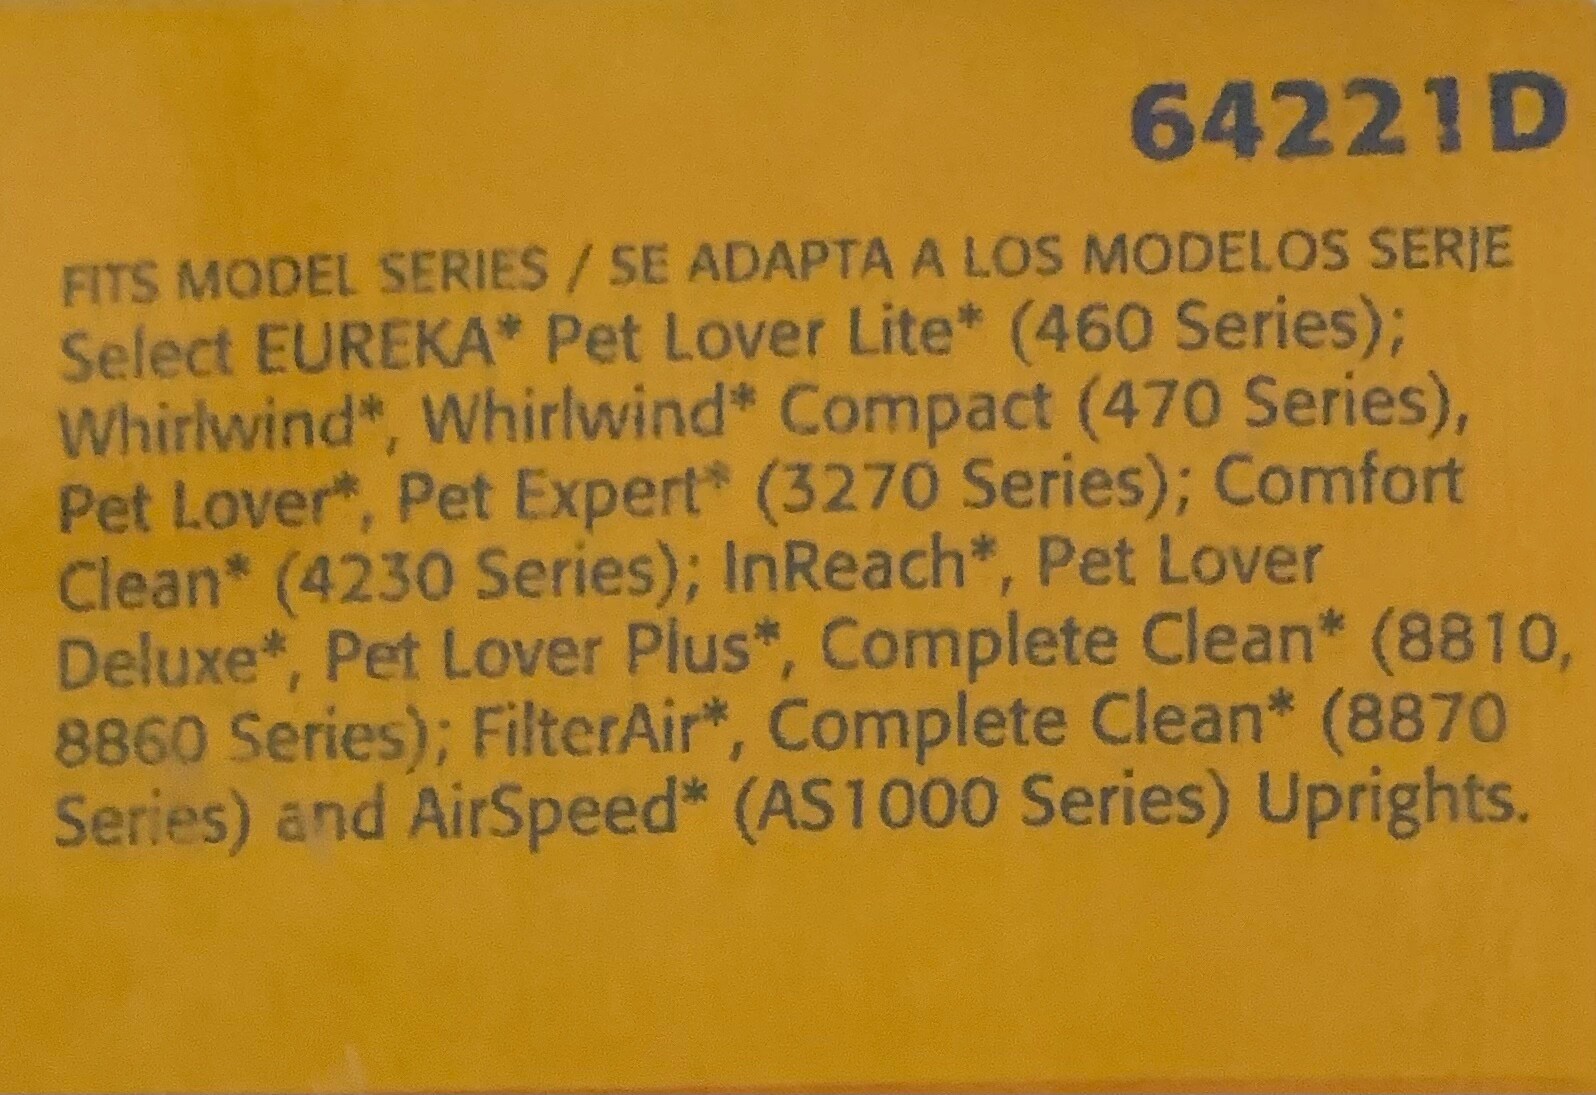 64221D
FITS MODEL SERIES / SE ADAPTA A LOS MODELOS SERIE
Select EUREKA* Pet Lover Lite* (460 Series);
Whirlwind*, Whirlwind* Compact (470 Series),
Pet Lover*, Pet Expert* (3270 Series); Comfort
Clean* (4230 Series); InReach*, Pet Lover
Deluxe*, Pet Lover Plus*, Complete Clean* (8810,
8860 Series); FilterAir*, Complete Clean* (8870
Series) and AirSpeed* (AS1000 Series) Uprights.